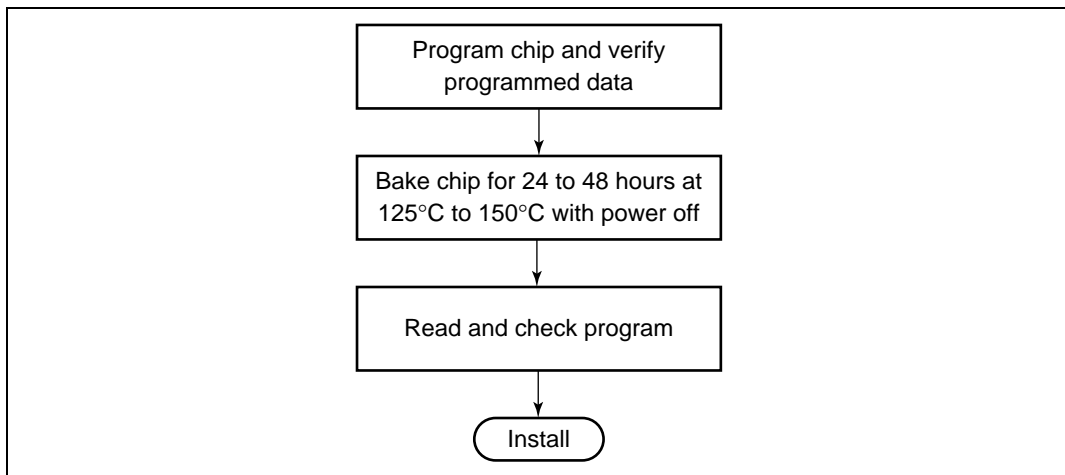 Program chip and verify
programmed data
Bake chip for 24 to 48 hours at
125°C to 150°C with power off
Read and check program
Install